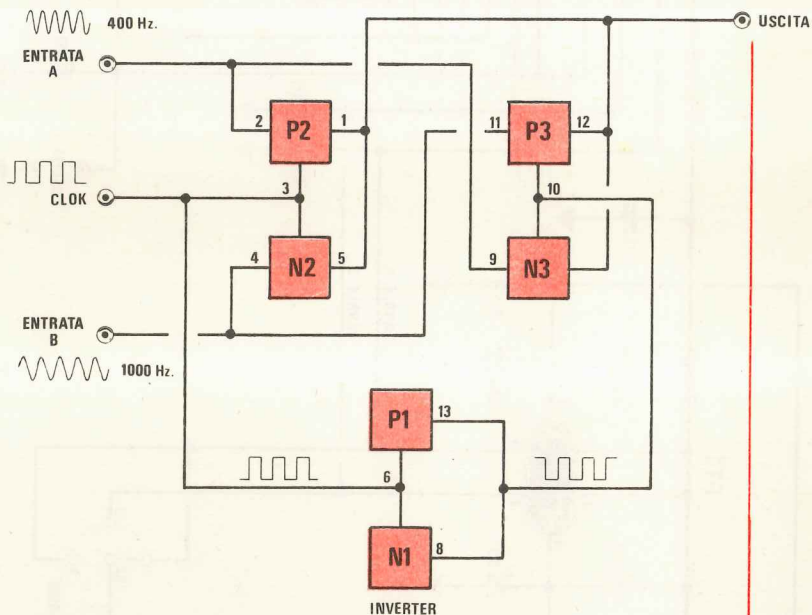 400 Hz.
USCITA
ENTRATA
A
2
P2
1
11
P3
12
CLOK
3
10
4
N2
5
9
N3
ENTRATA
B
1000 Hz.
P1
13
6
N1
8
INVERTER